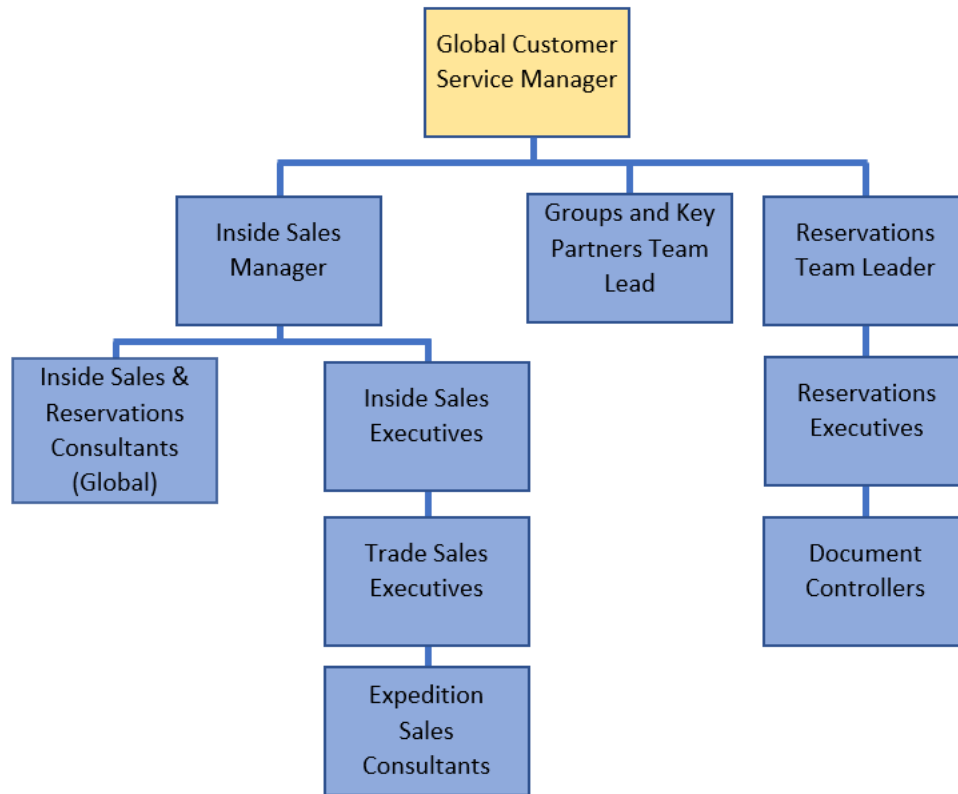 Global Customer
Service Manager
Inside Sales
Manager
Groups and Key
Partners Team
Lead
Reservations
Team Leader
Inside Sales &
Reservations
Consultants
(Global)
Inside Sales
Executives
Reservations
Executives
Trade Sales
Executives
Document
Controllers
Expedition
Sales
Consultants